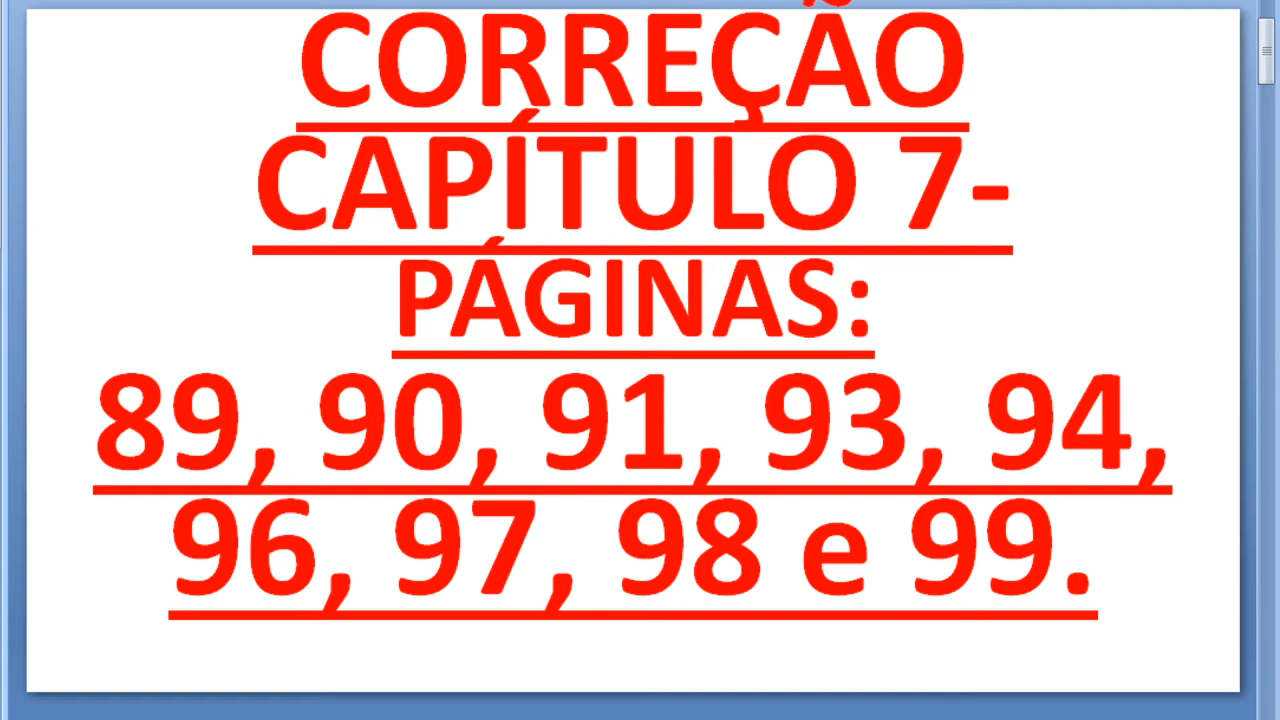 CORREÇÃO
CAPÍTULO 7-
PÁGINAS:
89, 90, 91, 93, 94,
96, 97, 98 e 99.